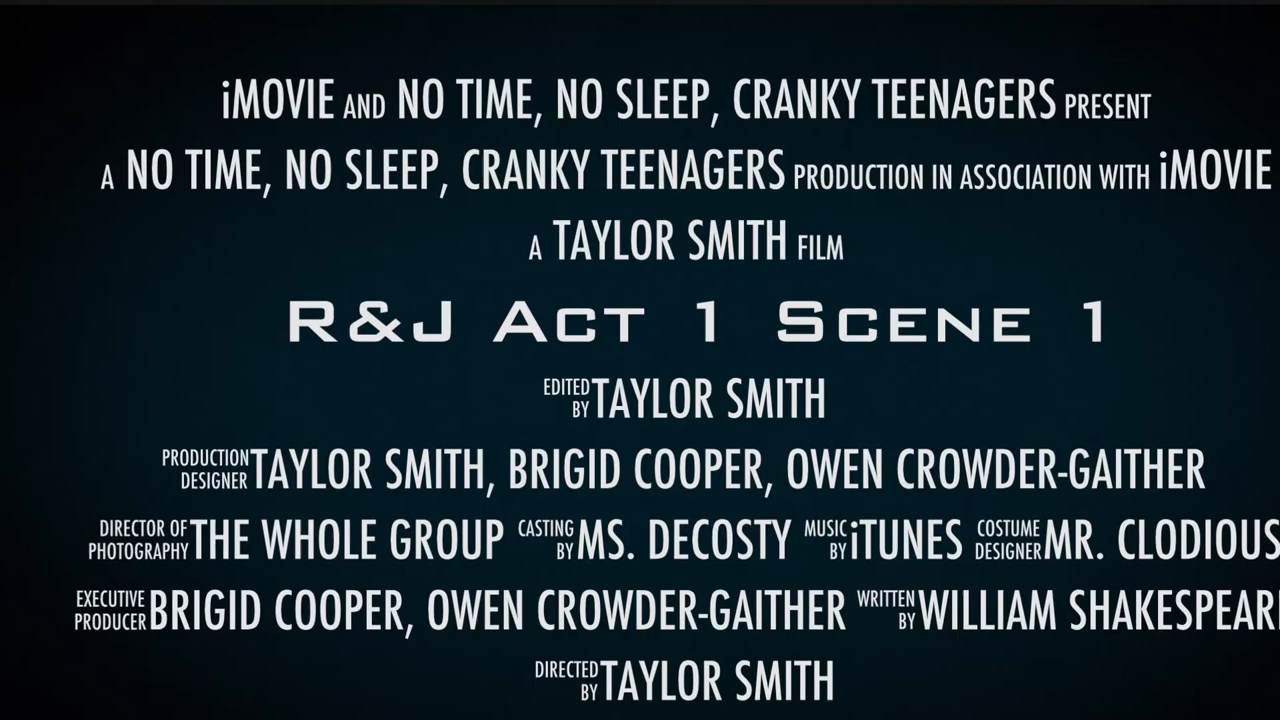 iMOVIE AND NO TIME, NO SLEEP, CRANKY TEENAGERS PRESENT
A NO TIME, NO SLEEP, CRANKY TEENAGERS PRODUCTION IN ASSOCIATION WITH iMOVIE
A TAYLOR SMITH FILM
R&J ACT 1 SCENE 1
EDITED BY TAYLOR SMITH
PRODUCTION DESIGNER TAYLOR SMITH, BRIGID COOPER, OWEN CROWDER-GAITHER
DIRECTOR OF PHOTOGRAPHY THE WHOLE GROUP CASTING BY MS. DECOSTY MUSIC BY iTUNES COSTUME DESIGNER MR. CLODIOUS
EXECUTIVE PRODUCER BRIGID COOPER, OWEN CROWDER-GAITHER WRITTEN BY WILLIAM SHAKESPEAR
DIRECTED BY TAYLOR SMITH